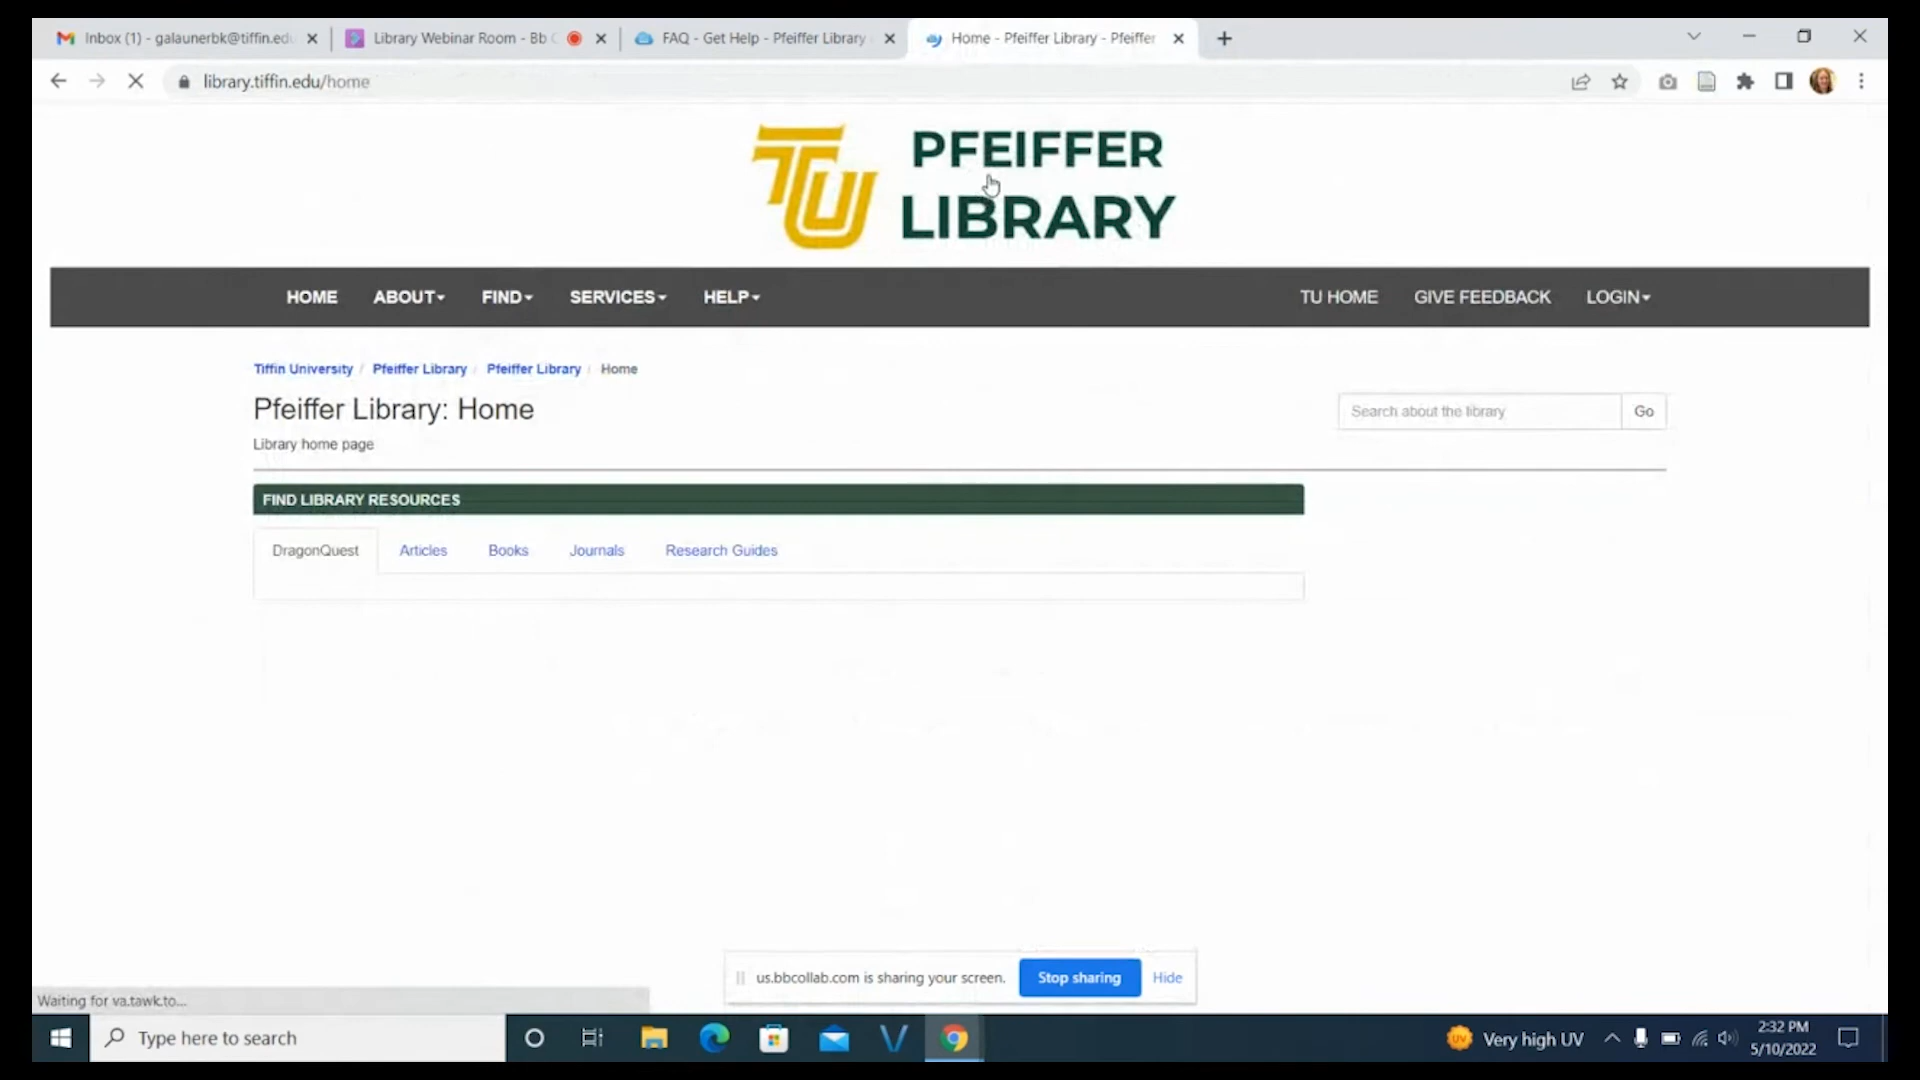 Inbox (1) - galaunerbk@tiffin.edu
Library Webinar Room - Bb C
FAQ - Get Help - Pfeiffer Library
Home - Pfeiffer Library - Pfeiffer
library.tiffin.edu/home
TU PFEIFFER
LIBRARY
HOME ABOUT FIND SERVICES HELP TU HOME GIVE FEEDBACK LOGIN
Tiffin University / Pfeiffer Library / Pfeiffer Library / Home
Pfeiffer Library: Home
Search about the library Go
Library home page
FIND LIBRARY RESOURCES
DragonQuest Articles Books Journals Research Guides
us.bbcollab.com is sharing your screen. Stop sharing Hide
Waiting for va.tawk.to...
Type here to search
UV Very high UV
2:32 PM
5/10/2022